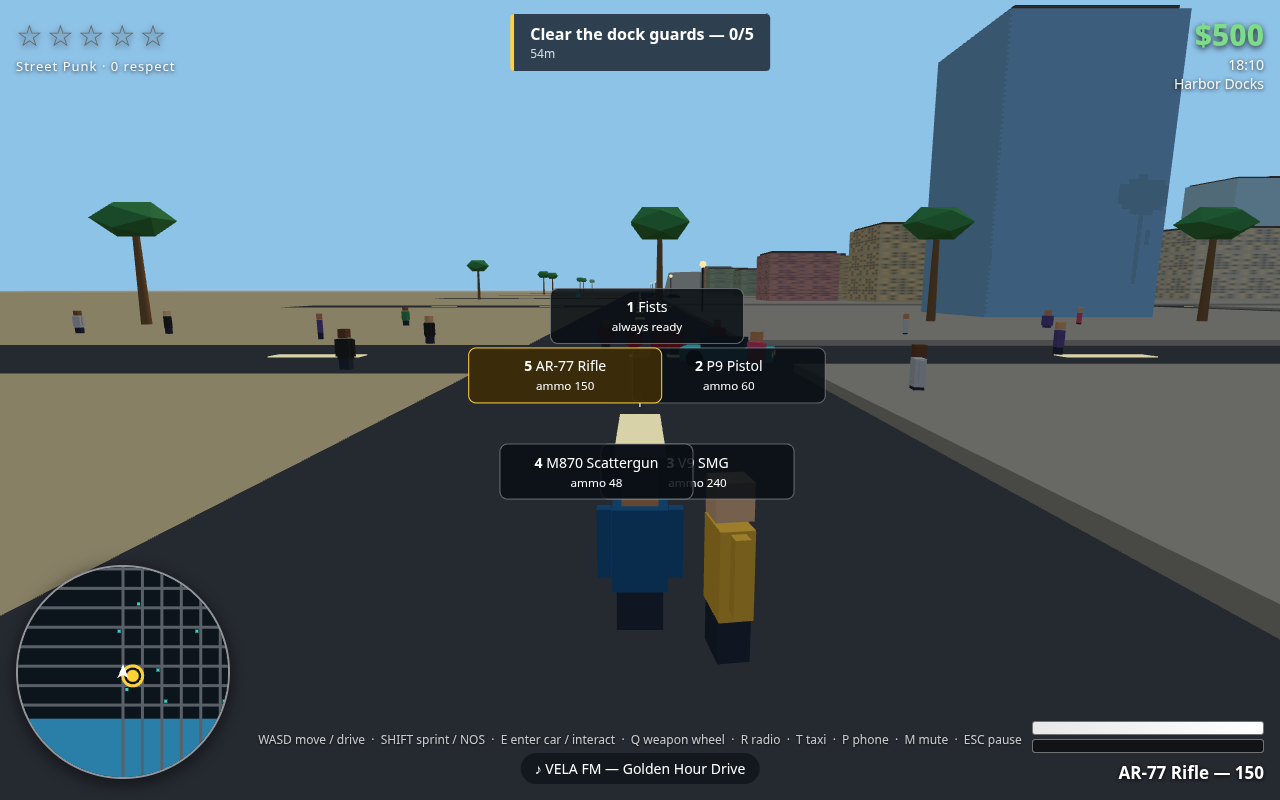 ☆ ☆ ☆ ☆ ☆
Street Punk · 0 respect
Clear the dock guards — 0/5
54m
$500
18:10
Harbor Docks
1 Fists
always ready
5 AR-77 Rifle
ammo 150
2 P9 Pistol
ammo 60
4 M870 Scattergun
ammo 48
3 V9 SMG
ammo 240
WASD move / drive · SHIFT sprint / NOS · E enter car / interact · Q weapon wheel · R radio · T taxi · P phone · M mute · ESC pause
♪ VELA FM — Golden Hour Drive
AR-77 Rifle — 150